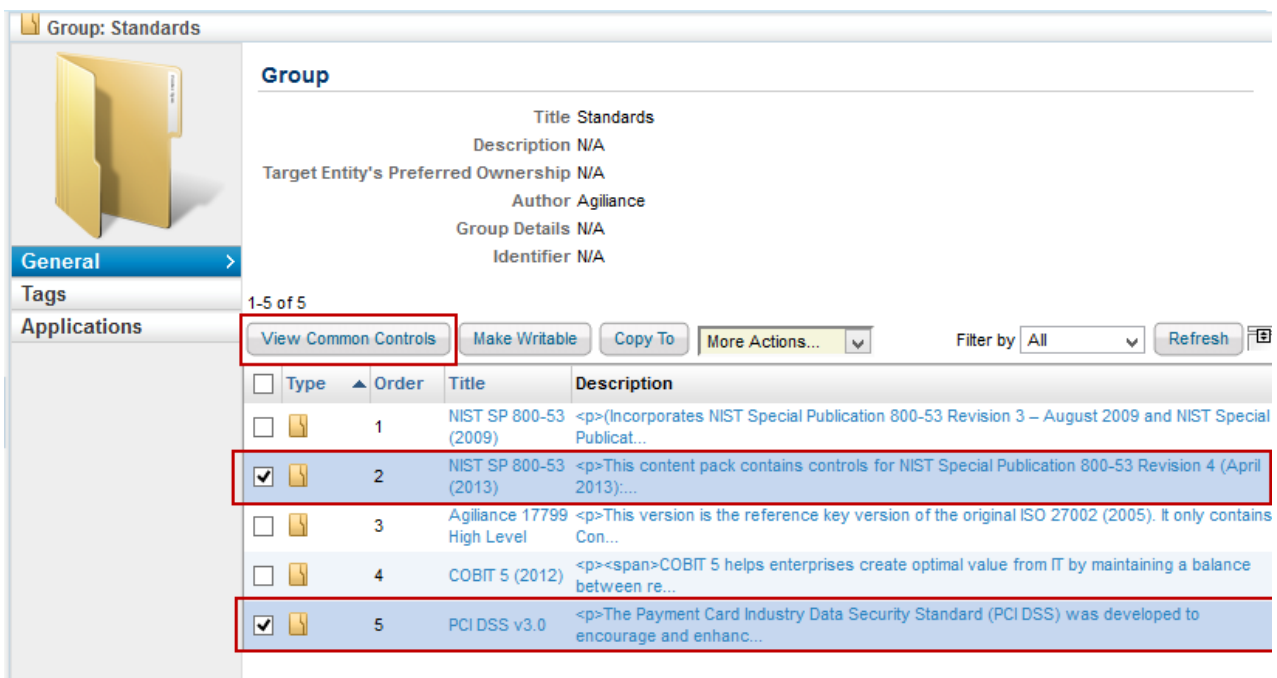 Group: Standards
Group
Title Standards
Description N/A
Target Entity's Preferred Ownership N/A
Author Agiliance
Group Details N/A
Identifier N/A
General
Tags
Applications
1-5 of 5
View Common Controls Make Writable Copy To More Actions... Filter by All Refresh
Type Order Title Description
1 NIST SP 800-53 <p>(Incorporates NIST Special Publication 800-53 Revision 3 – August 2009 and NIST Special
(2009) Publicat...
2 NIST SP 800-53 <p>This content pack contains controls for NIST Special Publication 800-53 Revision 4 (April
(2013) 2013):...
3 Agiliance 17799 <p>This version is the reference key version of the original ISO 27002 (2005). It only contains
High Level Con...
4 COBIT 5 (2012) <p><span>COBIT 5 helps enterprises create optimal value from IT by maintaining a balance
between re...
5 PCI DSS v3.0 <p>The Payment Card Industry Data Security Standard (PCI DSS) was developed to
encourage and enhanc...